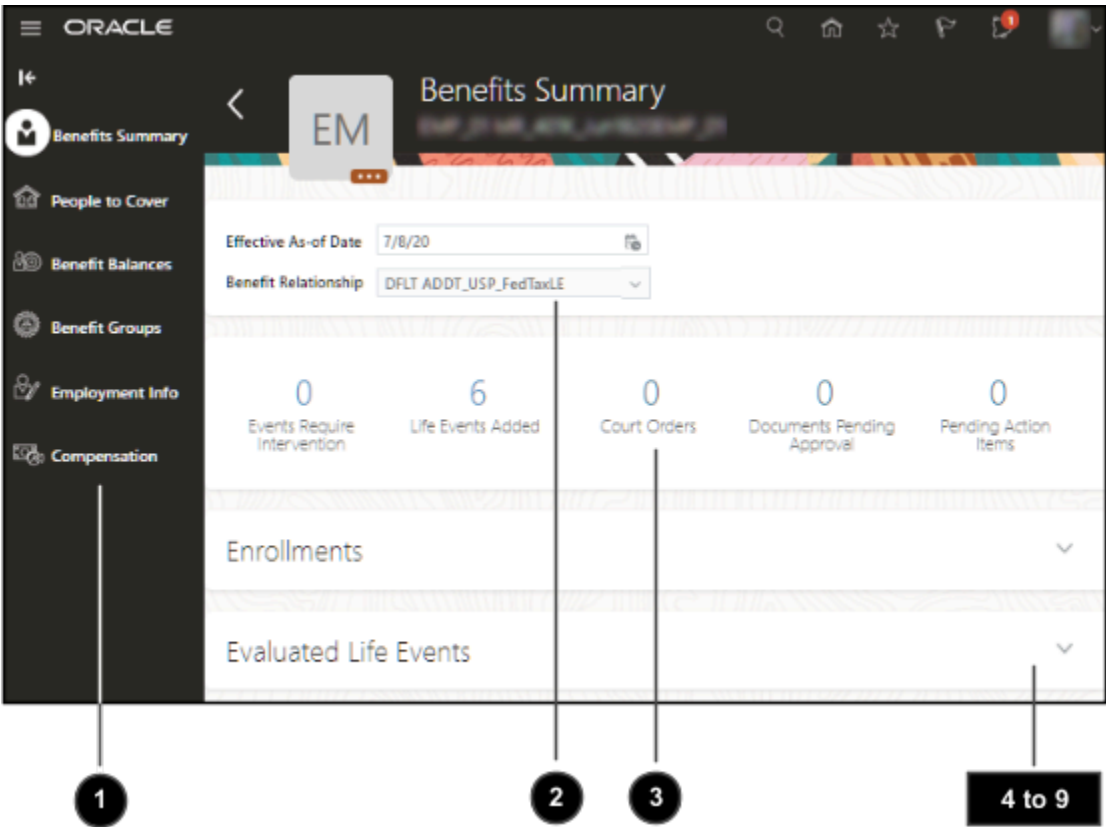 ORACLE
1
Benefits Summary
People to Cover
Benefit Balances
Benefit Groups
Employment Info
Compensation
EM
Benefits Summary
Effective As-of Date 7/8/20
Benefit Relationship DFLT ADDT_USP_FedTaxLE
0
Events Require
Intervention
6
Life Events Added
0
Court Orders
0
Documents Pending
Approval
0
Pending Action
Items
Enrollments
Evaluated Life Events
1
2
3
4 to 9